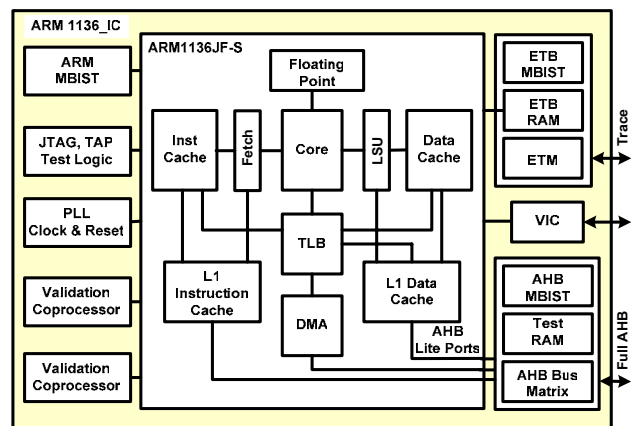 ARM 1136_IC
ARM
MBIST
JTAG, TAP
Test Logic
PLL
Clock & Reset
Validation
Coprocessor
Validation
Coprocessor
ARM1136JF-S
Floating
Point
Inst
Cache
Fetch
Core
LSU
Data
Cache
TLB
L1
Instruction
Cache
DMA
L1 Data
Cache
AHB
Lite Ports
ETB
MBIST
ETB
RAM
ETM
Trace
VIC
AHB
MBIST
Test
RAM
AHB Bus
Matrix
Full AHB